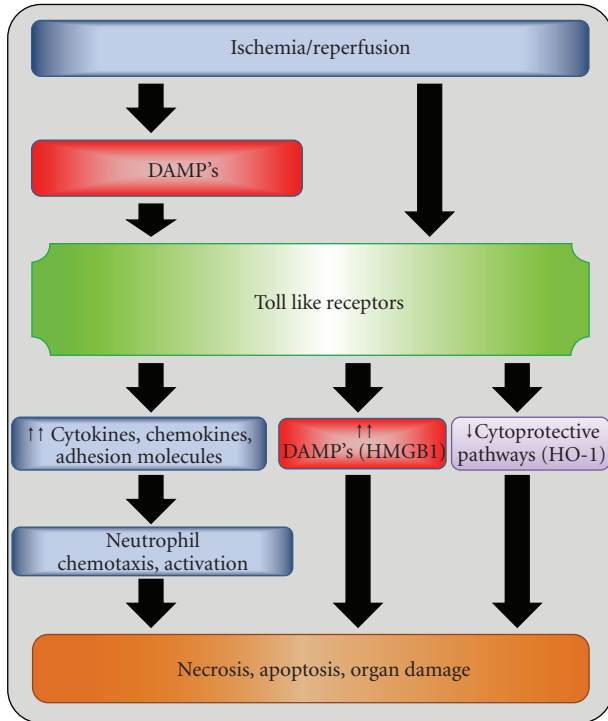 Ischemia/reperfusion
DAMP's
Toll like receptors
↑↑ Cytokines, chemokines,
adhesion molecules
↑↑
DAMP's (HMGB1)
↓Cytoprotective
pathways (HO-1)
Neutrophil
chemotaxis, activation
Necrosis, apoptosis, organ damage